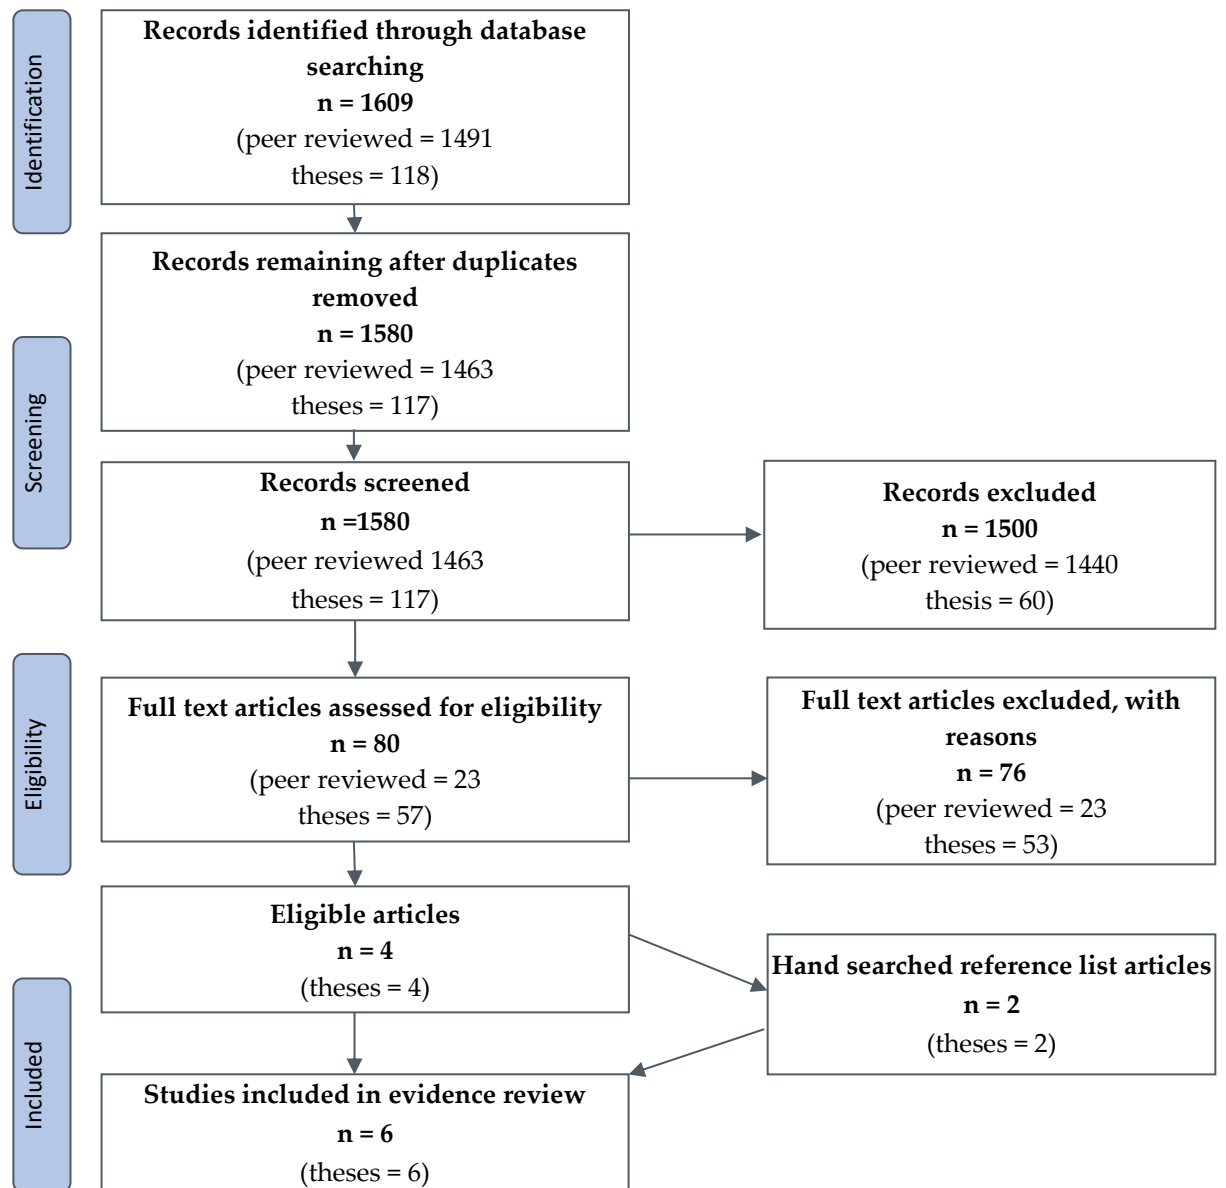 Identification
Records identified through database
searching
n = 1609
(peer reviewed = 1491
theses = 118)
Records remaining after duplicates
removed
n = 1580
(peer reviewed = 1463
theses = 117)
Screening
Records screened
n =1580
(peer reviewed 1463
theses = 117)
Records excluded
n = 1500
(peer reviewed = 1440
thesis = 60)
Eligibility
Full text articles assessed for eligibility
n = 80
(peer reviewed = 23
theses = 57)
Full text articles excluded, with
reasons
n = 76
(peer reviewed = 23
theses = 53)
Eligible articles
n = 4
(theses = 4)
Hand searched reference list articles
n = 2
(theses = 2)
Included
Studies included in evidence review
n = 6
(theses = 6)